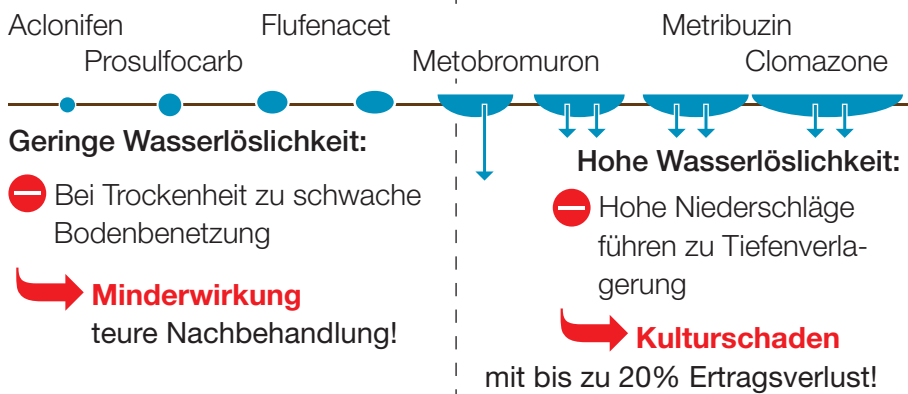 Aclonifen
Flufenacet
Metribuzin
Prosulfocarb
Metobromuron
Clomazone
Geringe Wasserlöslichkeit:
Bei Trockenheit zu schwache
Bodenbenetzung
Minderwirkung
teure Nachbehandlung!
Hohe Wasserlöslichkeit:
Hohe Niederschläge
führen zu Tiefenverla-
gerung
Kulturschaden
mit bis zu 20% Ertragsverlust!